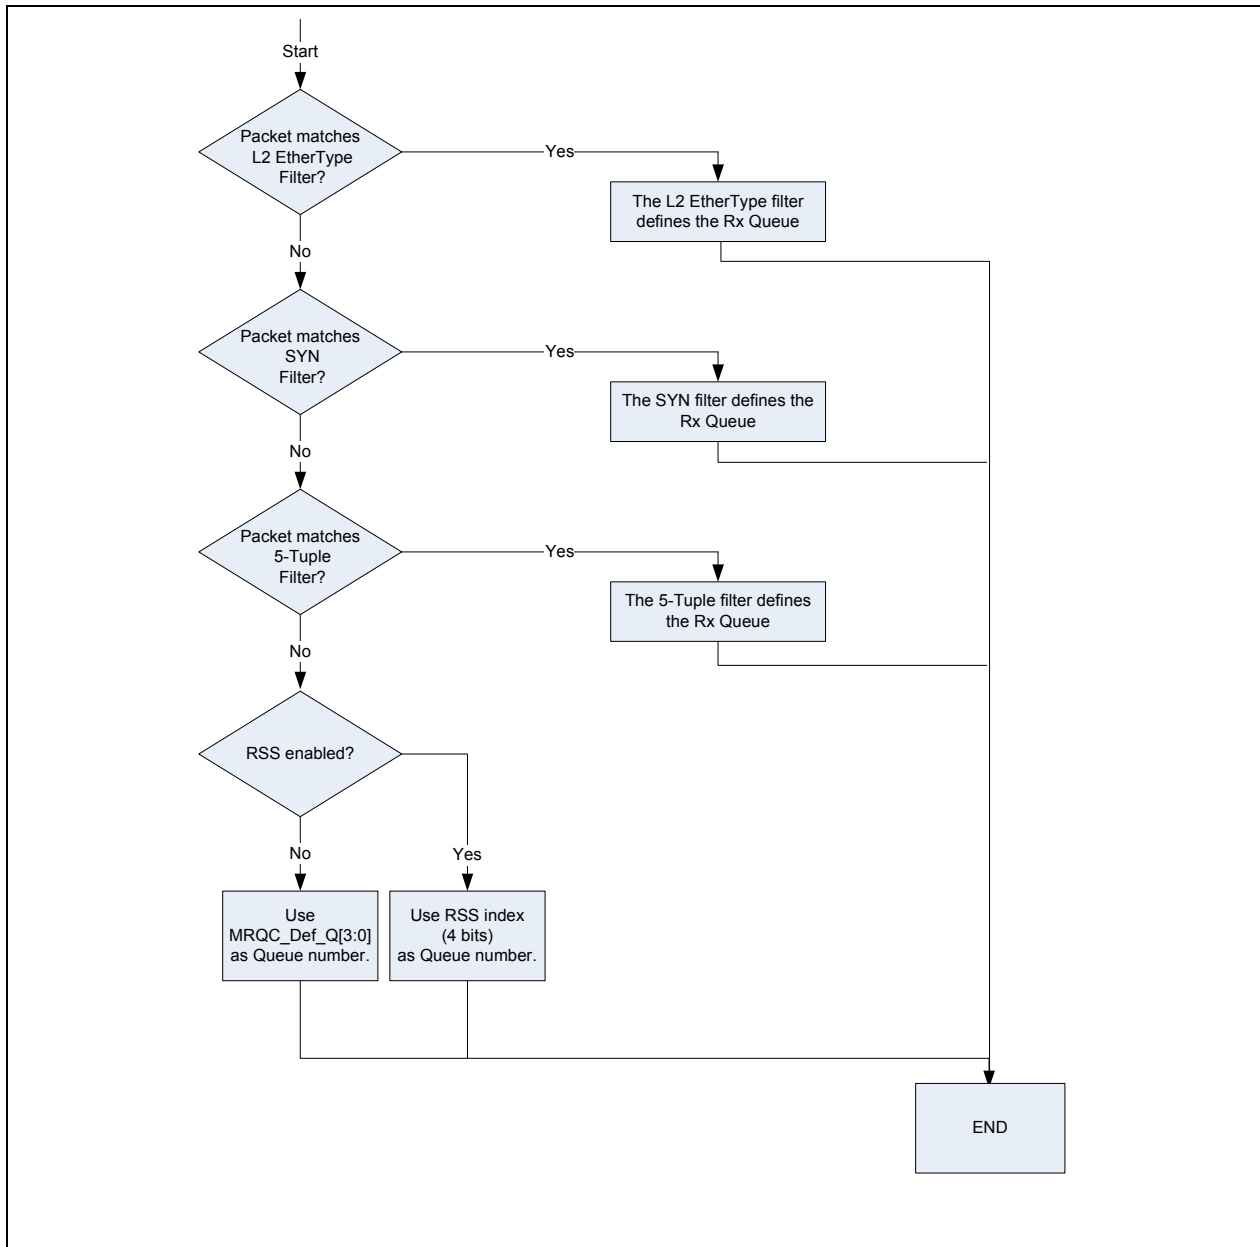 Start
Packet matches
L2 EtherType
Filter?
Yes
The L2 EtherType filter
defines the Rx Queue
No
Packet matches
SYN
Filter?
Yes
The SYN filter defines the
Rx Queue
No
Packet matches
5-Tuple
Filter?
Yes
The 5-Tuple filter defines
the Rx Queue
No
RSS enabled?
No
Yes
Use
MRQC_Def_Q[3:0]
as Queue number.
Use RSS index
(4 bits)
as Queue number.
END